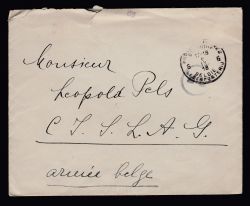 Monsieur
Leopold Pels
C. I. S. L. A. G.
armée belge